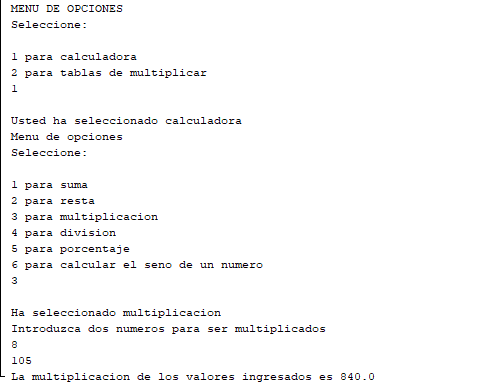 MENU DE OPCIONES
Seleccione:
1 para calculadora
2 para tablas de multiplicar
1
Usted ha seleccionado calculadora
Menu de opciones
Seleccione:
1 para suma
2 para resta
3 para multiplicacion
4 para division
5 para porcentaje
6 para calcular el seno de un numero
3
Ha seleccionado multiplicacion
Introduzca dos numeros para ser multiplicados
8
105
La multiplicacion de los valores ingresados es 840.0